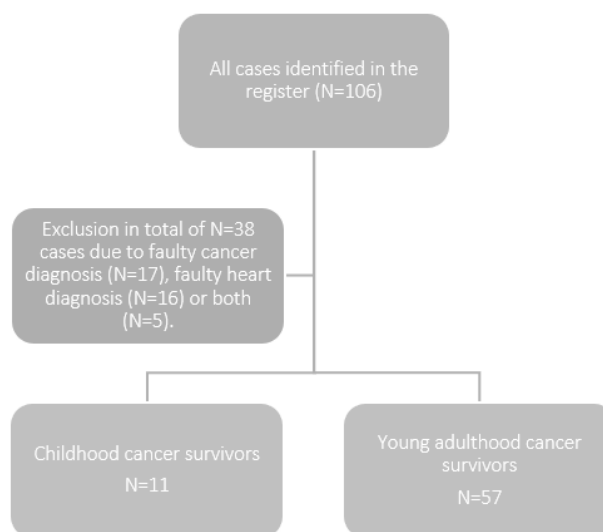 All cases identified in the
register (N=106)
Exclusion in total of N=38
cases due to faulty cancer
diagnosis (N=17), faulty heart
diagnosis (N=16) or both
(N=5).
Childhood cancer survivors
N=11
Young adulthood cancer
survivors
N=57